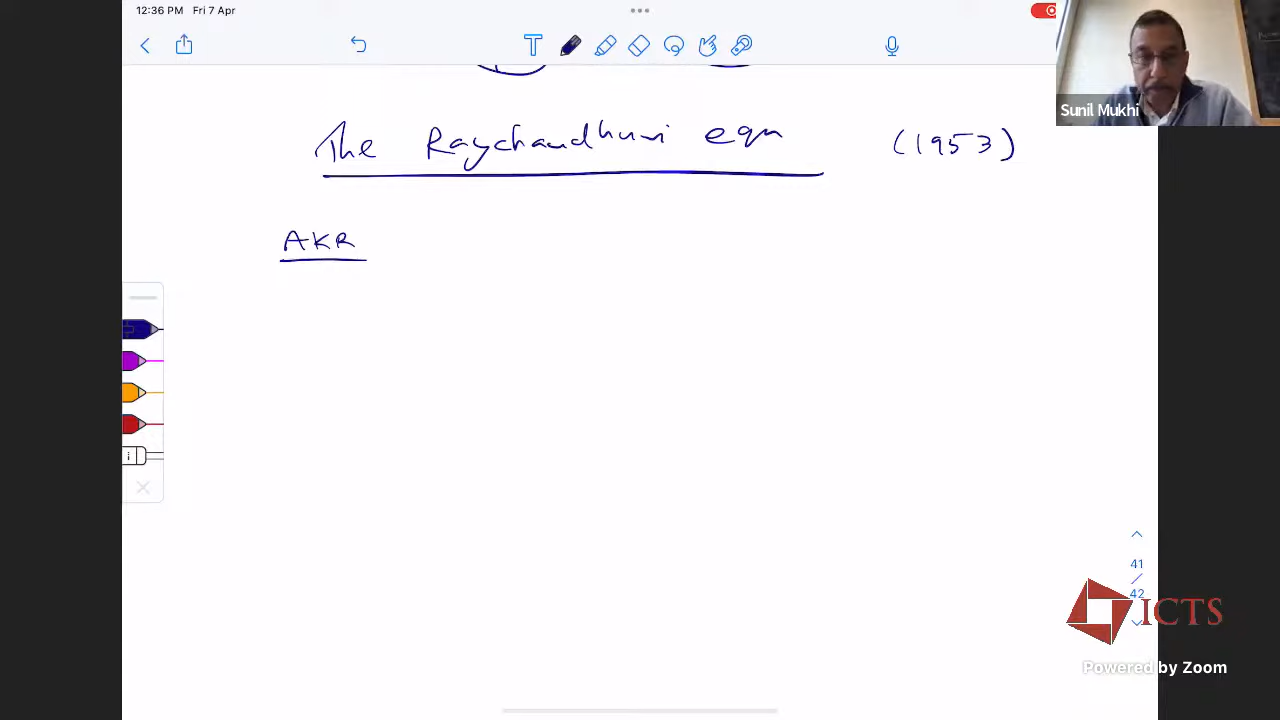 12:36 PM Fri 7 Apr
T
Sunil Mukhi
The Raychaudhuri eqn (1953)
AKR
i
41
/
42
ICTS
Powered by Zoom